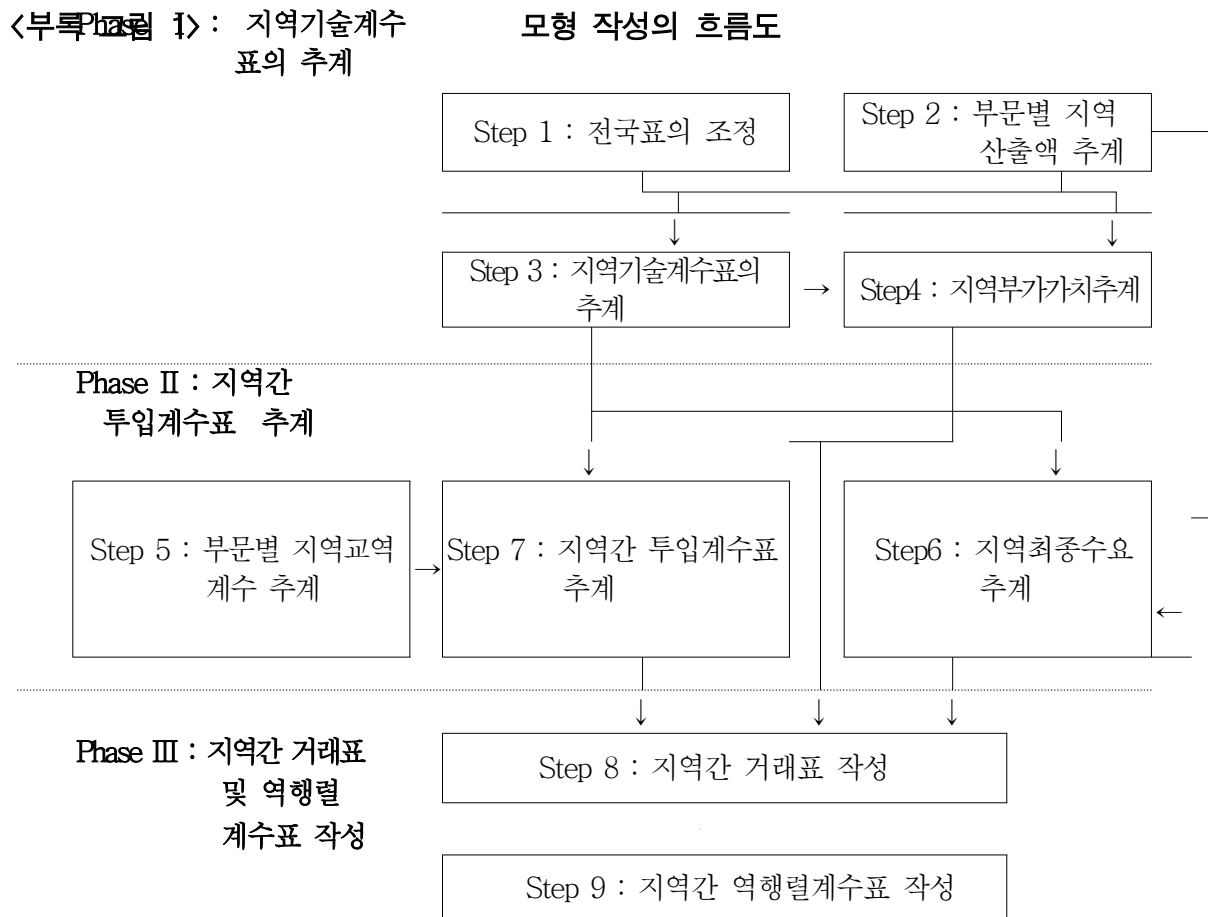 <부록 그림 1> : 지역기술계수 모형 작성의 흐름도
Phase Ⅰ
표의 추계
Step 1 : 전국표의 조정
Step 2 : 부문별 지역
산출액 추계
Step 3 : 지역기술계수표의
추계
→
Step4 : 지역부가가치추계
Phase Ⅱ : 지역간
투입계수표 추계
Step 5 : 부문별 지역교역
계수 추계
Step 7 : 지역간 투입계수표
추계
Step6 : 지역최종수요
추계
Phase Ⅲ : 지역간 거래표
및 역행렬
계수표 작성
Step 8 : 지역간 거래표 작성
Step 9 : 지역간 역행렬계수표 작성